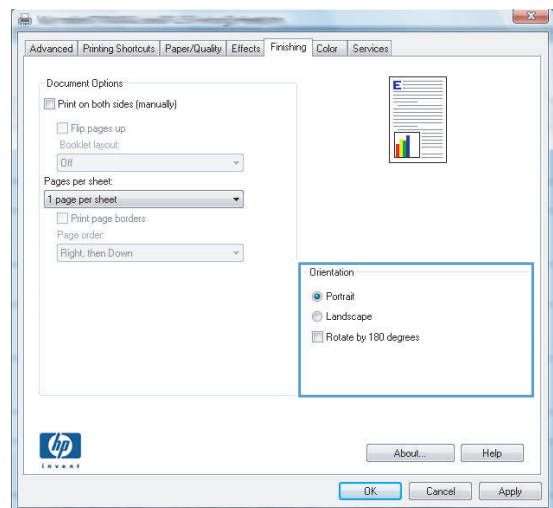 Advanced Printing Shortcuts Paper/Quality Effects Finishing Color Services
Document Options
Print on both sides (manually)
Flip pages up
Booklet layout:
Off
Pages per sheet:
1 page per sheet
Print page borders
Page order:
Right, then Down
E
Orientation
Portrait
Landscape
Rotate by 180 degrees
hp
invent
About... Help
OK Cancel Apply